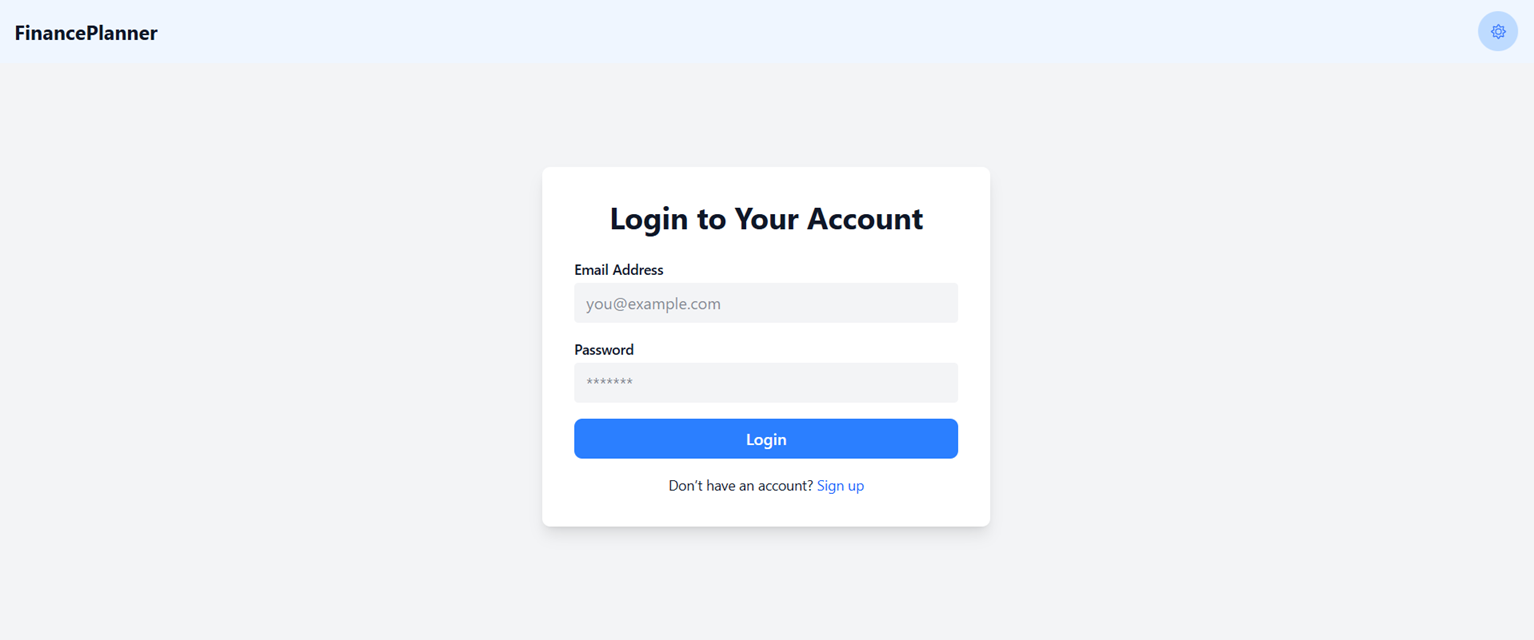 FinancePlanner
Login to Your Account
Email Address
you@example.com
Password
*******
Login
Don't have an account? Sign up